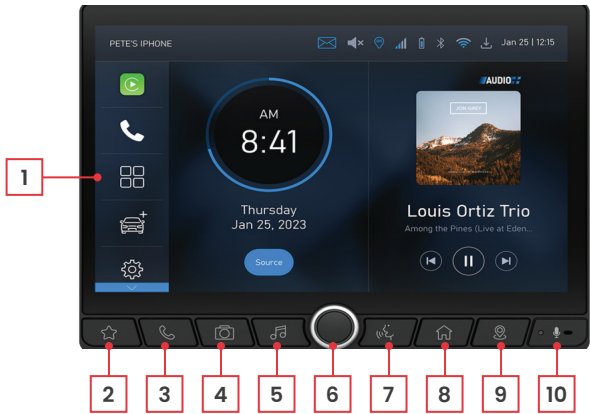 PETE'S IPHONE
Jan 25 | 12:15
AM
8:41
Thursday
Jan 25, 2023
Source
AUDIO
JON GREY
Louis Ortiz Trio
Among the Pines (Live at Eden...
1
2 3 4 5 6 7 8 9 10